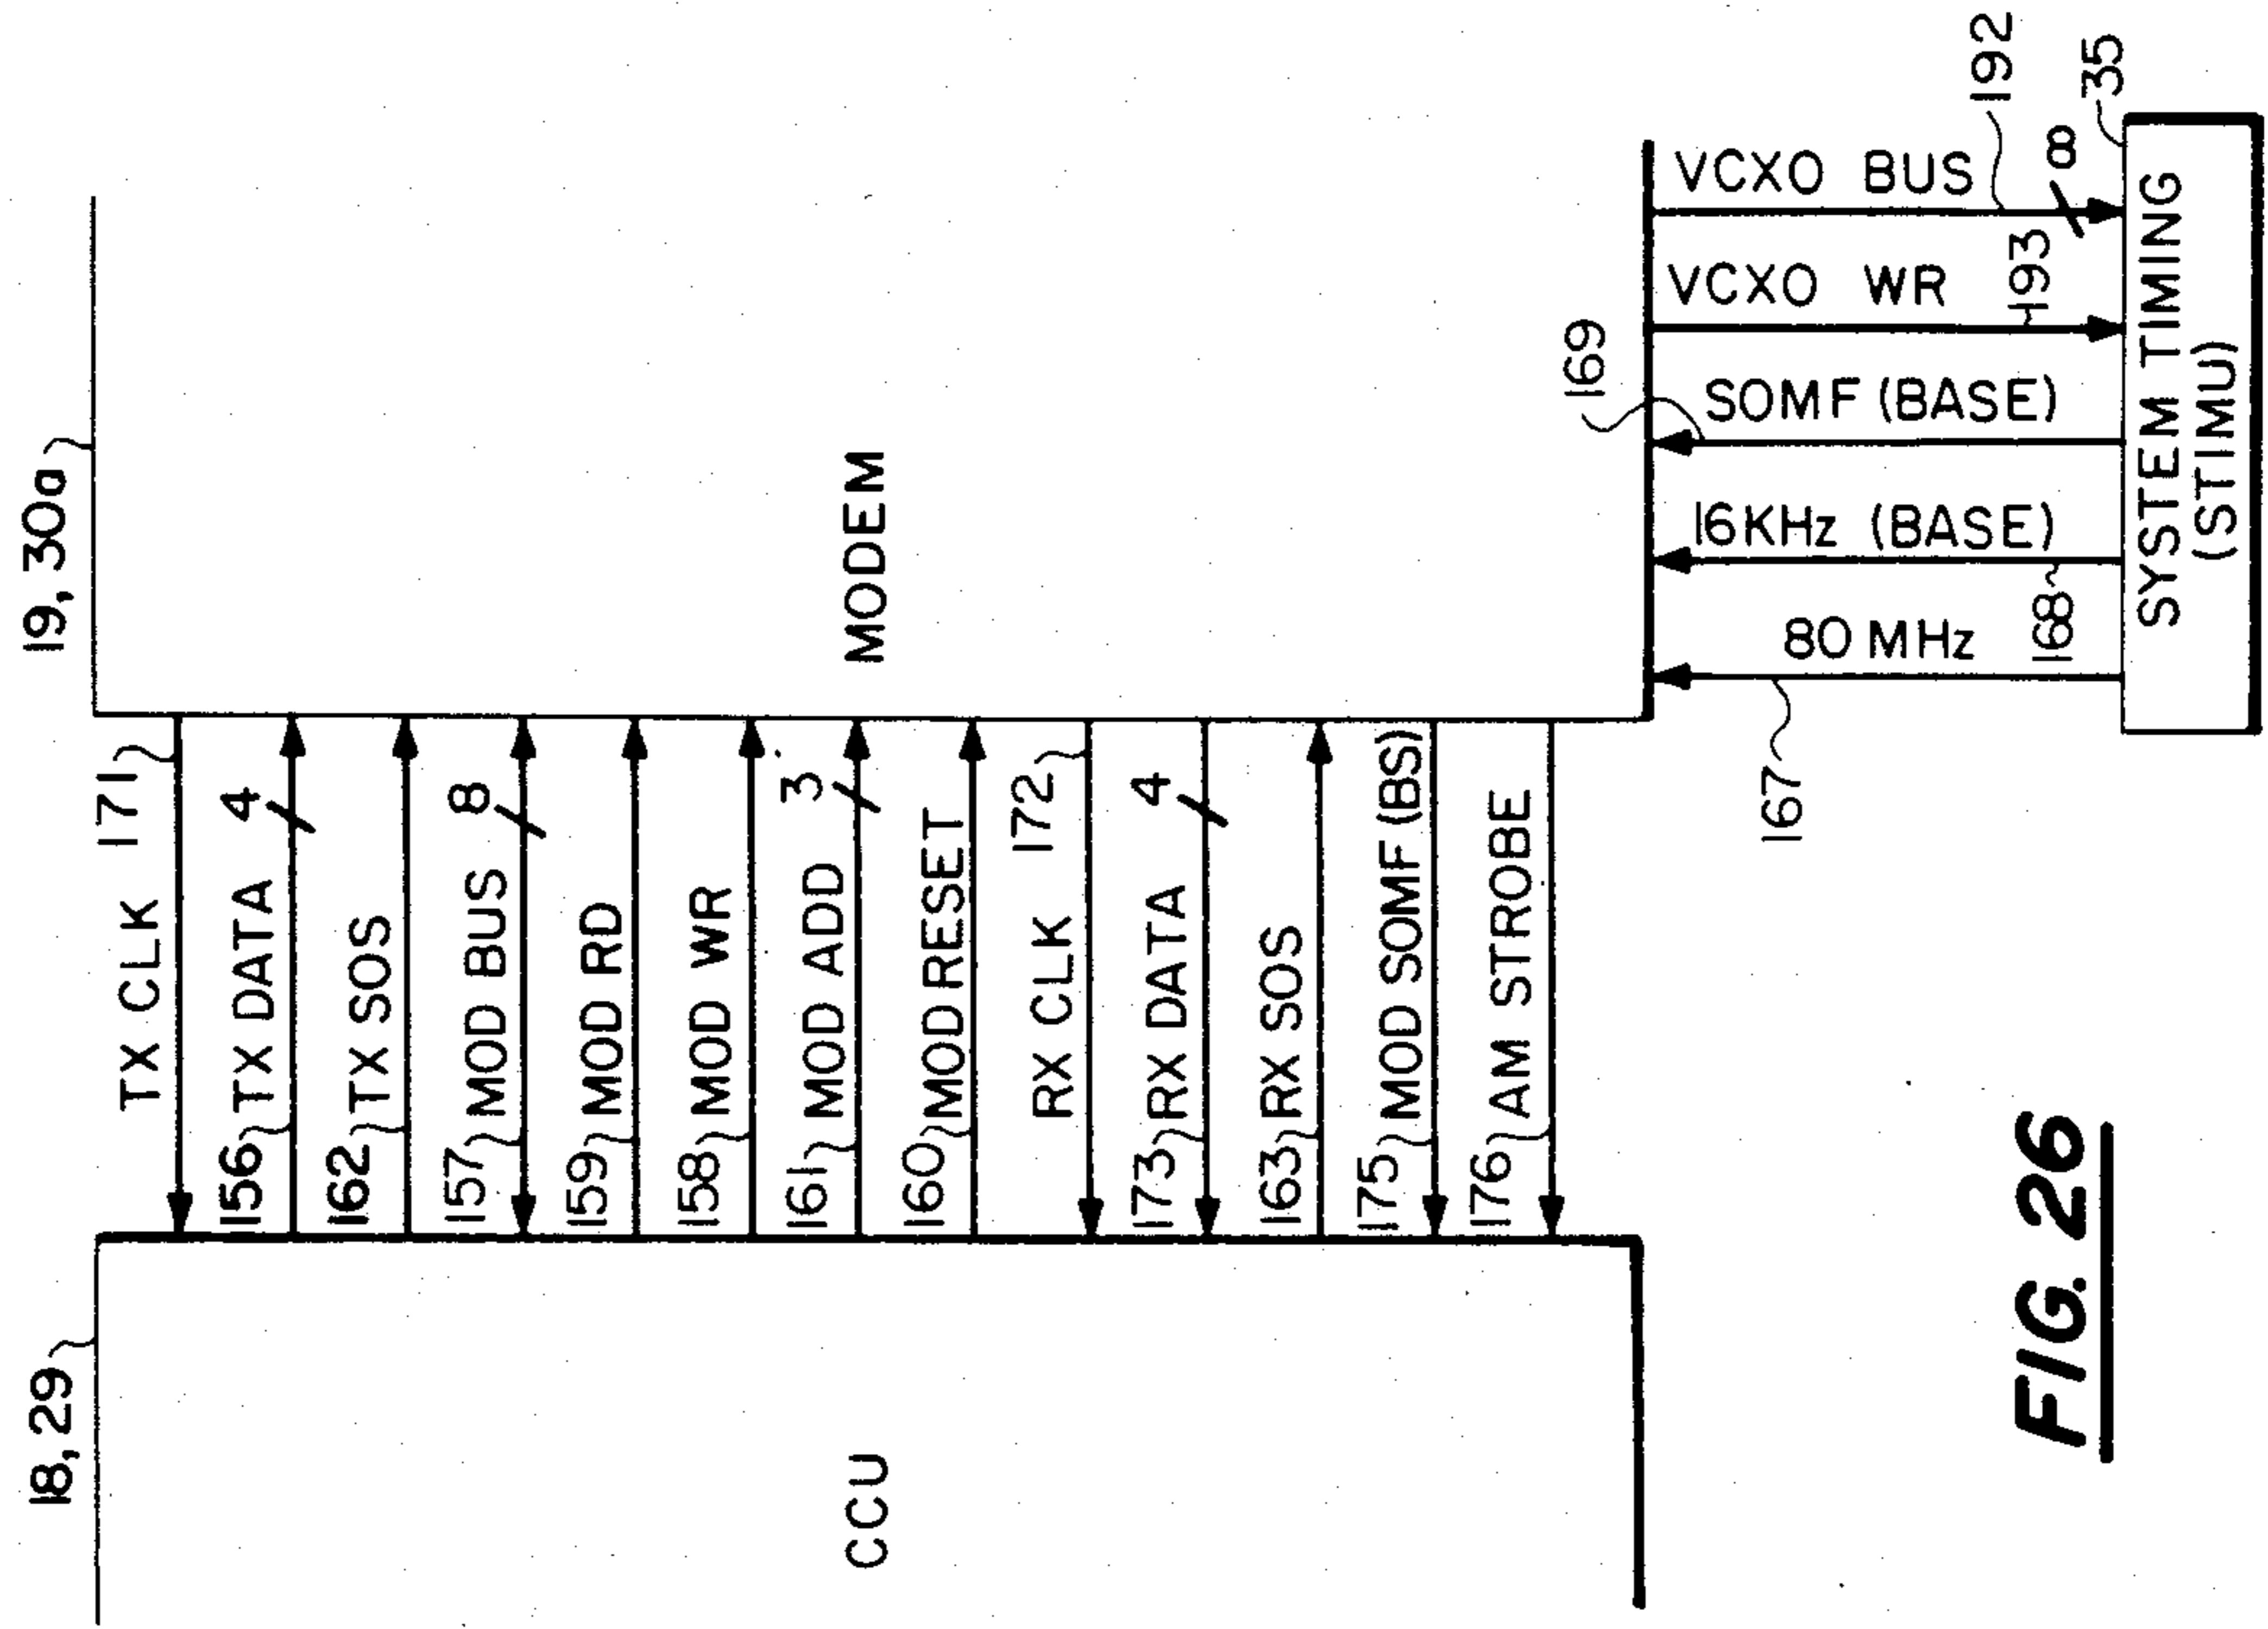 18, 29
CCU
19, 30a
MODEM
TX CLK 171
156 TX DATA 4
162 TX SOS
157 MOD BUS 8
159 MOD RD
158 MOD WR
161 MOD ADD 3
160 MOD RESET
RX CLK 172
173 RX DATA 4
163 RX SOS
175 MOD SOMF (BS)
176 AM STROBE
167
80 MHz
168
16KHz (BASE)
169
SOMF (BASE)
VCXO WR
193
VCXO BUS
192
8
35
SYSTEM TIMING
(STIMU)
FIG. 26